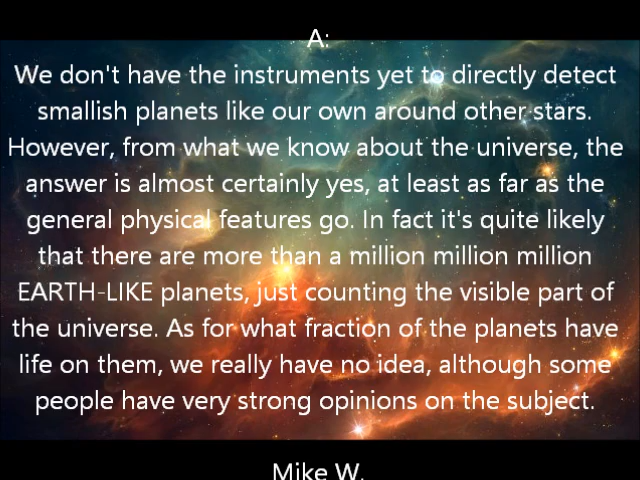 A:
We don't have the instruments yet to directly detect
smallish planets like our own around other stars.
However, from what we know about the universe, the
answer is almost certainly yes, at least as far as the
general physical features go. In fact it's quite likely
that there are more than a million million million
EARTH-LIKE planets, just counting the visible part of
the universe. As for what fraction of the planets have
life on them, we really have no idea, although some
people have very strong opinions on the subject.
Mike W.